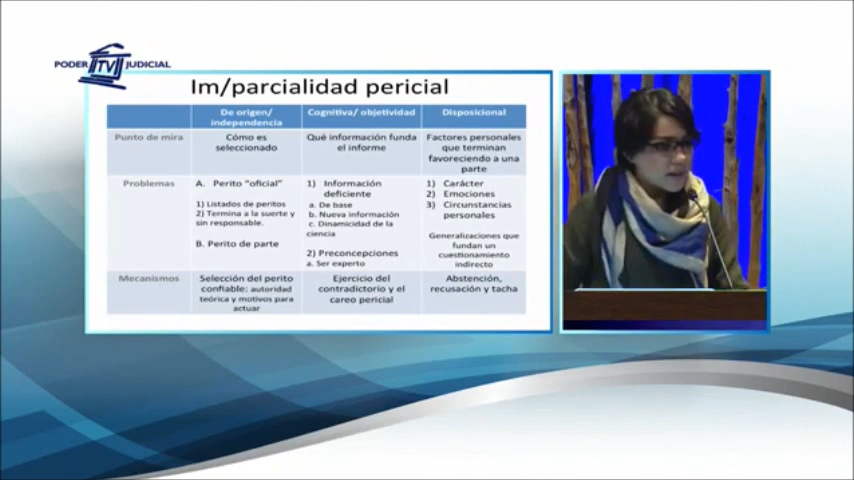 PODER TV JUDICIAL
Im/parcialidad pericial
De origen/
independencia
Cognitiva/ objetividad
Disposicional
Punto de mira
Cómo es
seleccionado
Qué información funda
el informe
Factores personales
que terminan
favoreciendo a una
parte
Problemas
A. Perito “oficial”
1) Listados de peritos
2) Termina a la suerte y
sin responsable.
B. Perito de parte
1) Información
deficiente
a. De base
b. Nueva información
c. Dinamicidad de la
ciencia
2) Preconcepciones
a. Ser experto
1) Carácter
2) Emociones
3) Circunstancias
personales
Generalizaciones que
fundan un
cuestionamiento
indirecto
Mecanismos
Selección del perito
confiable: autoridad
teórica y motivos para
actuar
Ejercicio del
contradictorio y el
careo pericial
Abstención,
recusación y tacha